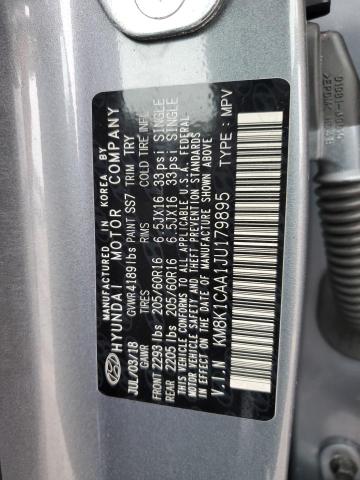 MANUFACTURED IN KOREA BY
HYUNDAI MOTOR COMPANY
JUL/03/18 GVWR 4189 lbs PAINT SS7 TRIM TRY
GAWR TIRES RIMS COLD TIRE INFL
FRONT 2293 lbs 205/60R16 6.5JX16 33psi SINGLE
REAR 2205 lbs 205/60R16 6.5JX16 33psi SINGLE
THIS VEHICLE CONFORMS TO ALL APPLICABLE U.S.A FEDERAL
MOTOR VEHICLE SAFETY AND THEFT PREVENTION STANDARDS
IN EFFECT ON THE DATE OF MANUFACTURE SHOWN ABOVE
V.I.N : KM8K1CAA1JU179895 TYPE : MPV